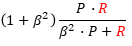 (1 + β²) P · R / β² · P + R